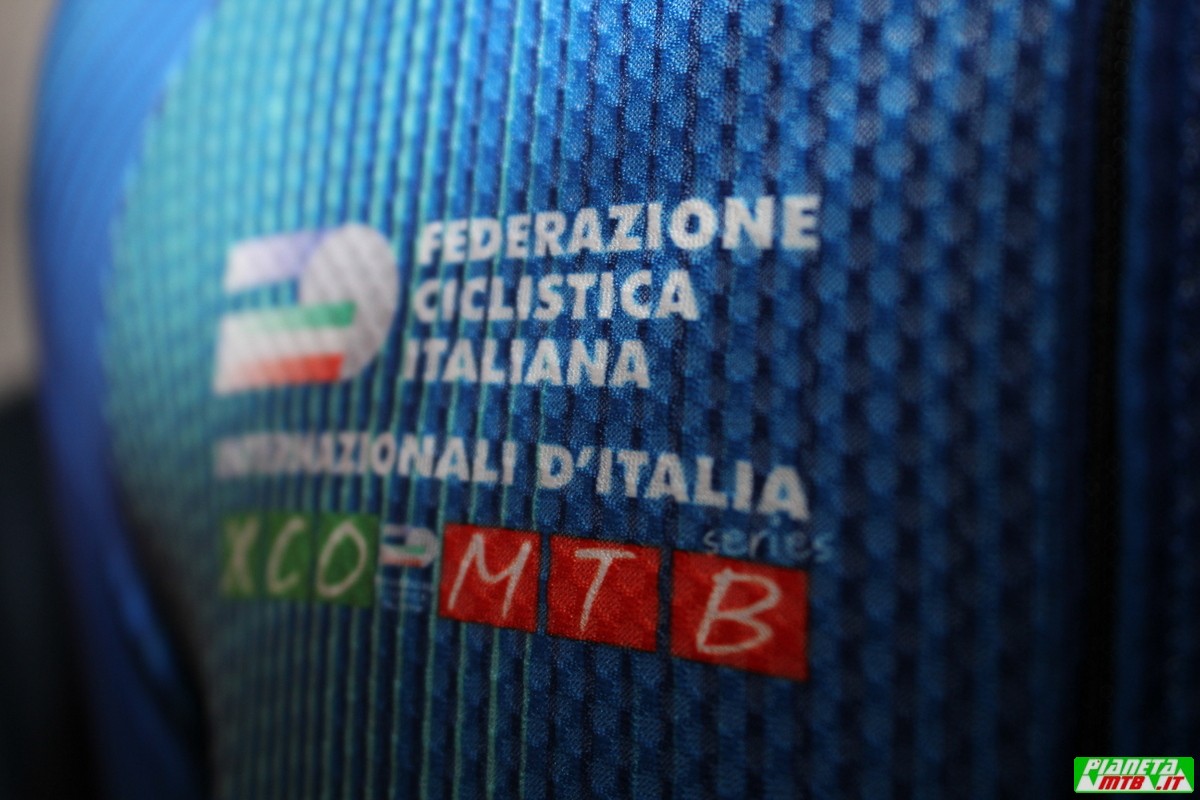 FEDERAZIONE
CICLISTICA
ITALIANA
INTERNAZIONALI D'ITALIA
series
XCO MTB
PIANETA
MTB.IT